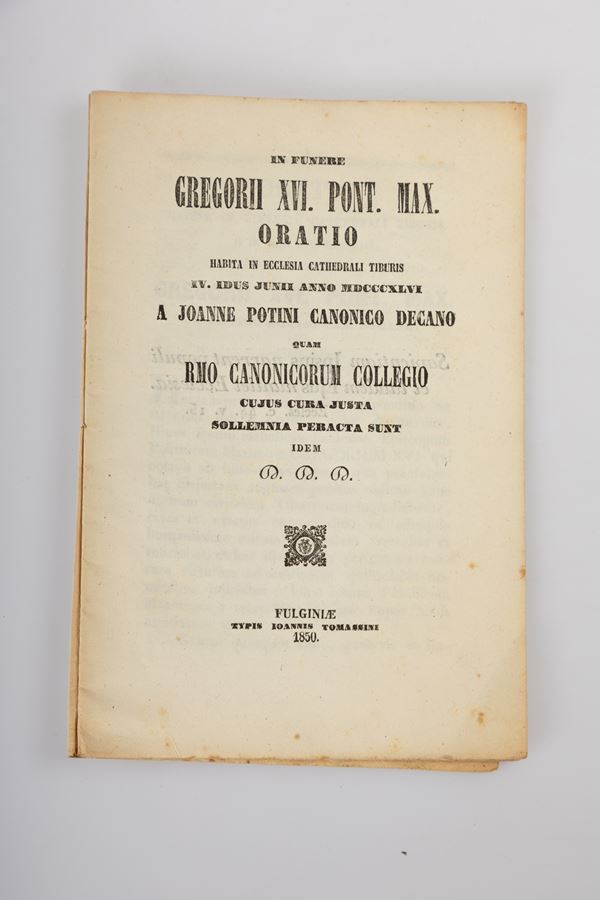 IN FUNERE
GREGORII XVI. PONT. MAX.
ORATIO
HABITA IN ECCLESIA CATHEDRALI TIBURIS
IV. IDUS JUNII ANNO MDCCCXLVI
A JOANNE POTINI CANONICO DECANO
QUAM
RMO CANONICORUM COLLEGIO
CUJUS CURA JUSTA
SOLLEMNIA PERACTA SUNT
IDEM
D. D. D.
FULGINIÆ
TYPIS IOANNIS TOMASSINI
1850.